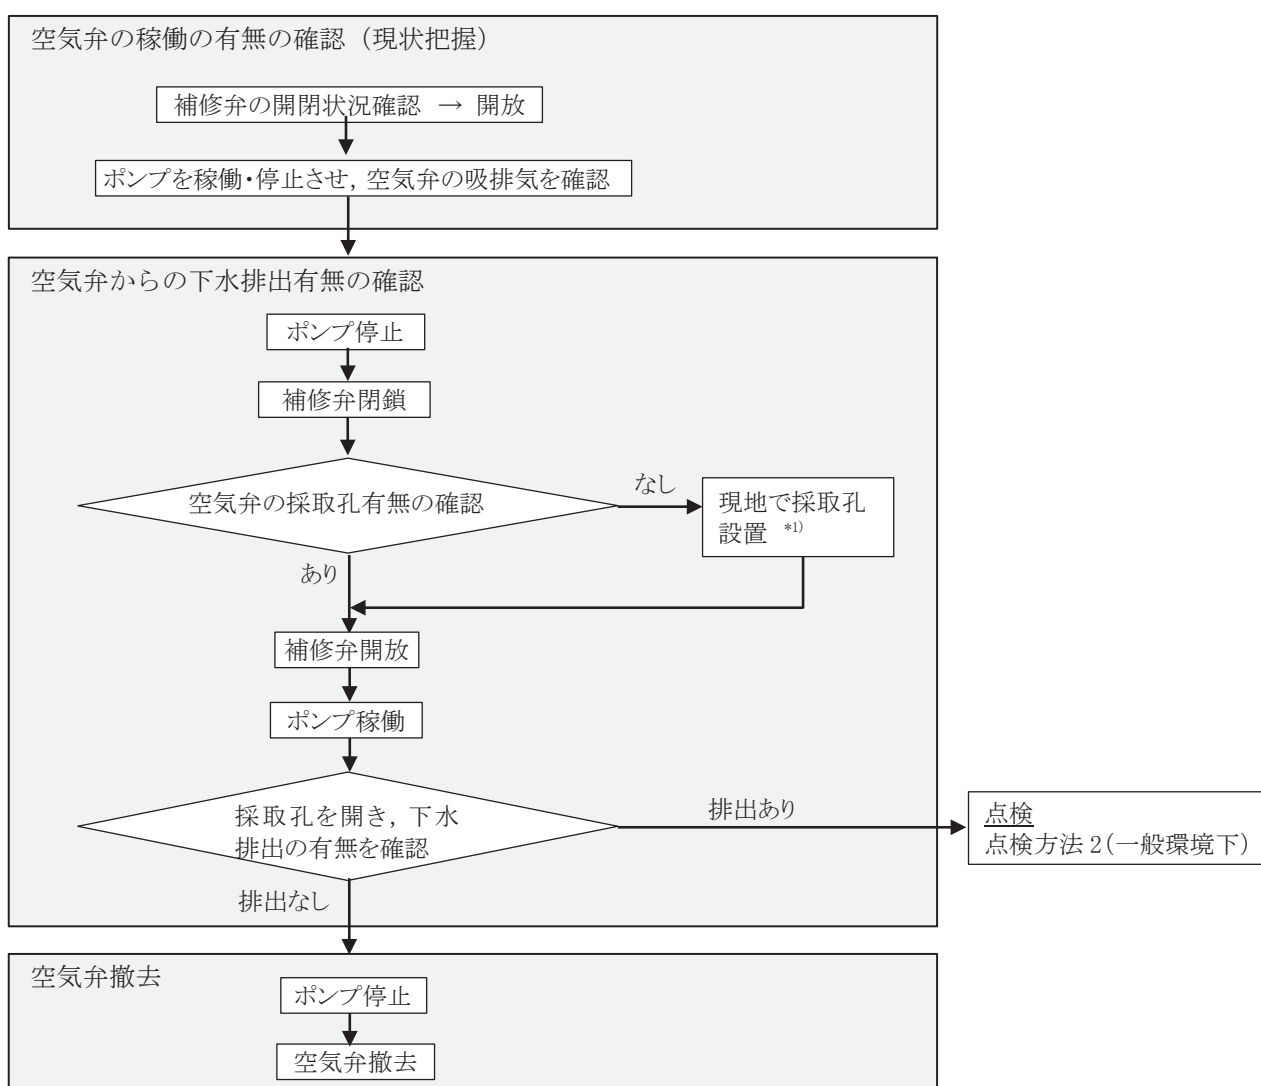 空気弁の稼働の有無の確認（現状把握）
補修弁の開閉状況確認 → 開放
ポンプを稼働・停止させ，空気弁の吸排気を確認
空気弁からの下水排出有無の確認
ポンプ停止
補修弁閉鎖
空気弁の採取孔有無の確認
なし
現地で採取孔
設置 *1)
あり
補修弁開放
ポンプ稼働
採取孔を開き，下水
排出の有無を確認
排出あり
点検
点検方法 2（一般環境下）
排出なし
空気弁撤去
ポンプ停止
空気弁撤去